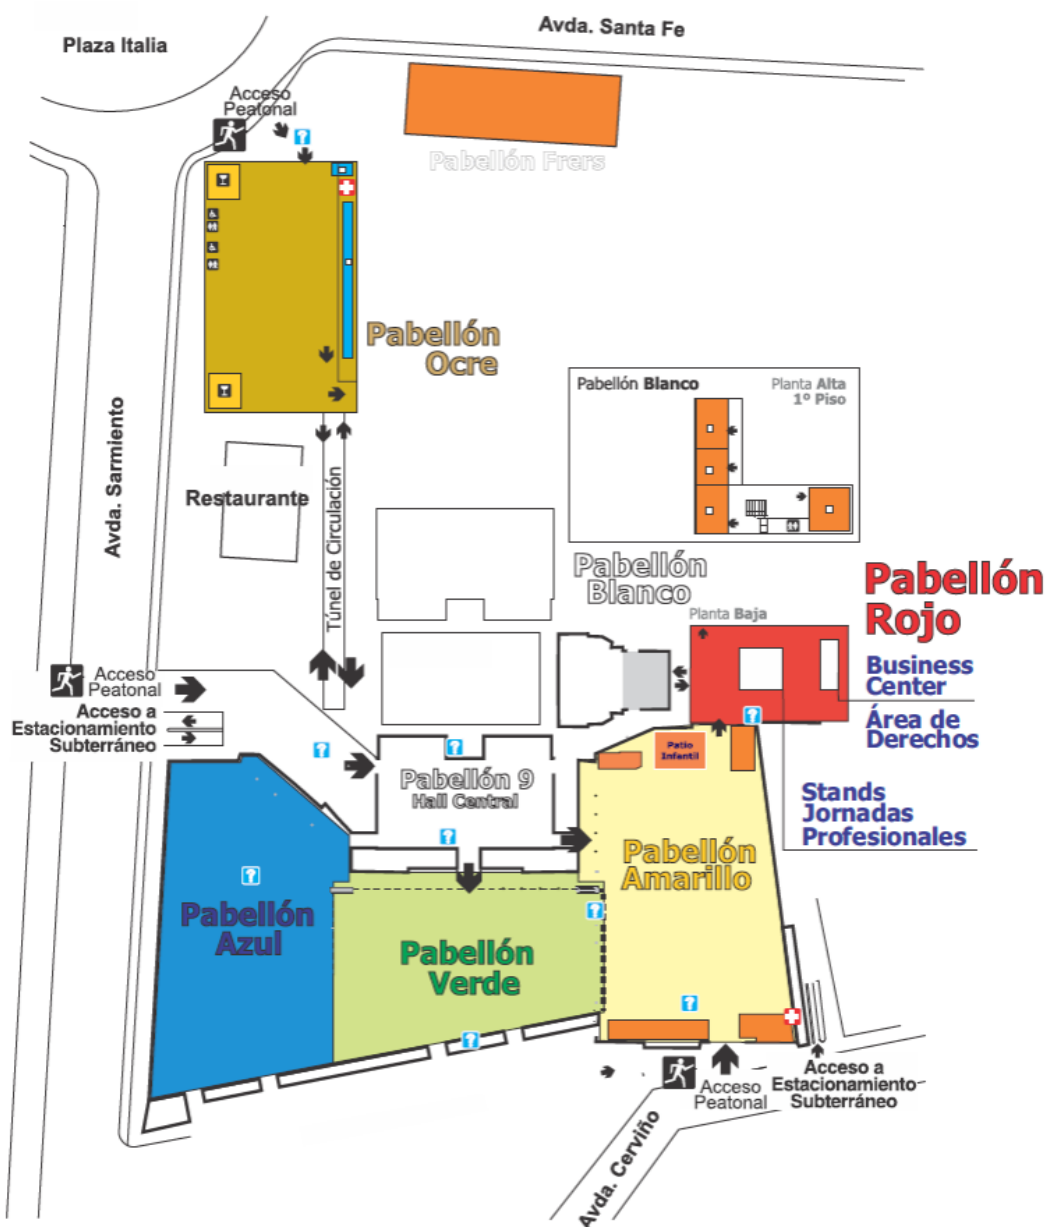 Avda. Santa Fe
Plaza Italia
Acceso
Peatonal
Pabellón Frers
Pabellón
Ocre
Pabellón Blanco
Planta Alta
1º Piso
Avda. Sarmiento
Restaurante
Túnel de Circulación
Pabellón
Blanco
Pabellón
Rojo
Planta Baja
Business
Center
Acceso
Peatonal
Acceso a
Estacionamiento
Subterráneo
Área de
Derechos
Patio
Infantil
Pabellón 9
Hall Central
Stands
Jornadas
Profesionales
Pabellón
Amarillo
Pabellón
Azul
Pabellón
Verde
Acceso
Peatonal
Acceso a
Estacionamiento
Subterráneo
Avda. Cerviño